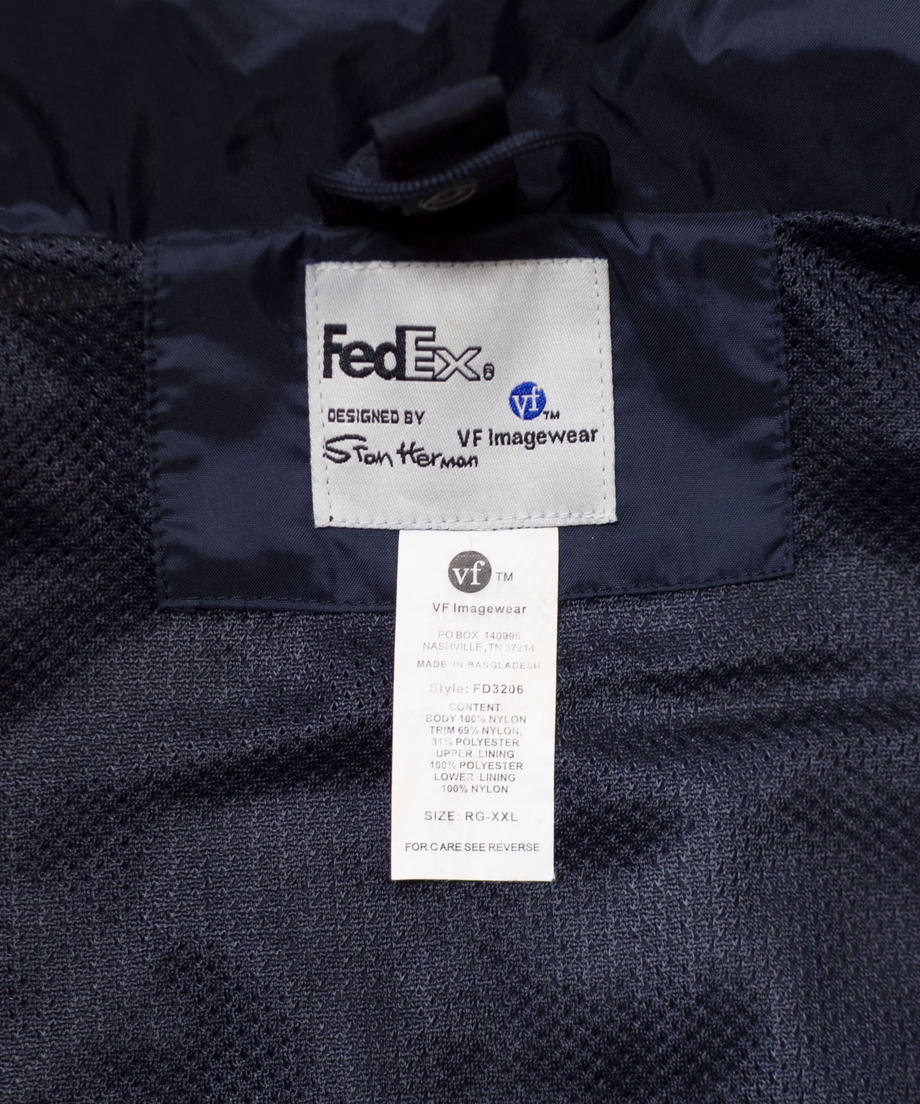 FedEx®
DESIGNED BY
Stan Herman
vf™
VF Imagewear
vf TM
VF Imagewear
PO BOX 140995
NASHVILLE, TN 37214
MADE IN BANGLADESH
Style: FD3206
CONTENT:
BODY 100% NYLON
TRIM 69% NYLON,
31% POLYESTER
UPPER LINING
100% POLYESTER
LOWER LINING
100% NYLON
SIZE: RG-XXL
FOR CARE SEE REVERSE